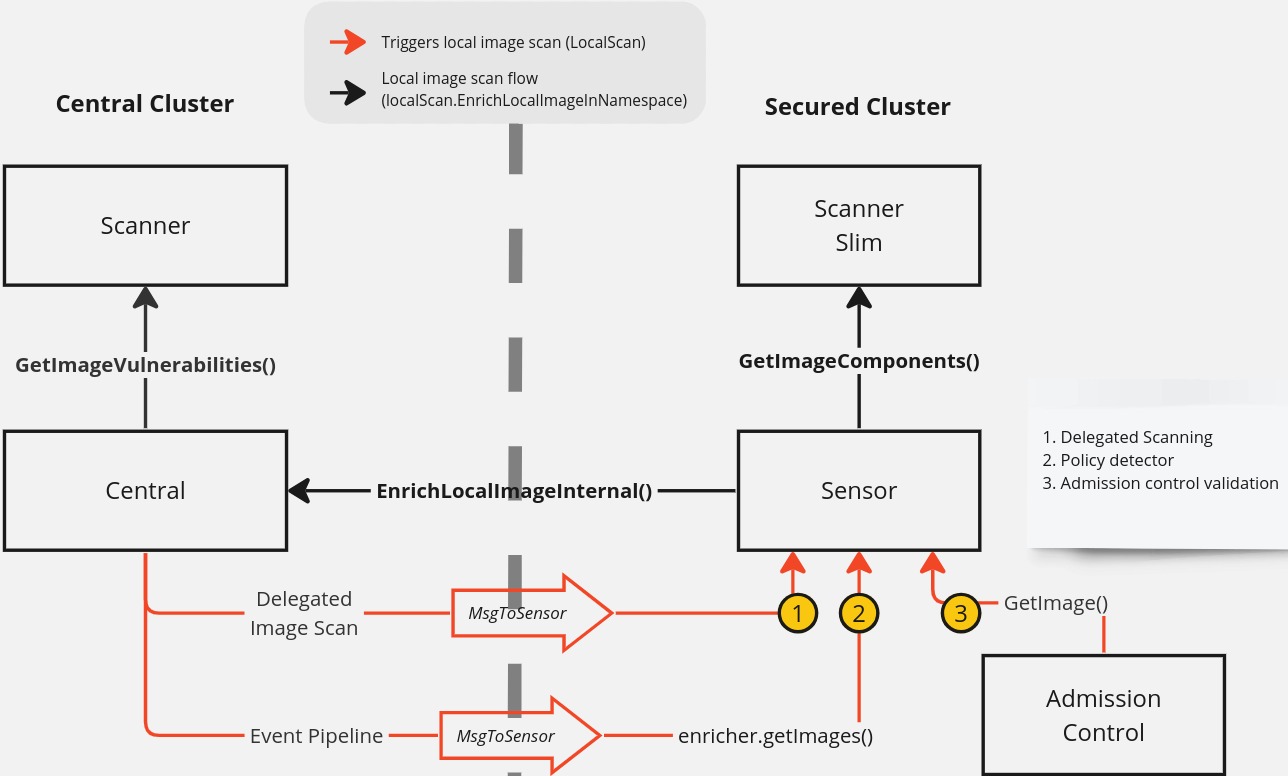 Triggers local image scan (LocalScan)
Local image scan flow
(localScan.EnrichLocalImageInNamespace)
Central Cluster
Secured Cluster
Scanner
Scanner
Slim
GetImageVulnerabilities()
GetImageComponents()
1. Delegated Scanning
2. Policy detector
3. Admission control validation
Central
EnrichLocalImageInternal()
Sensor
Delegated
Image Scan
MsgToSensor
1
2
3
GetImage()
Event Pipeline
MsgToSensor
enricher.getImages()
Admission
Control